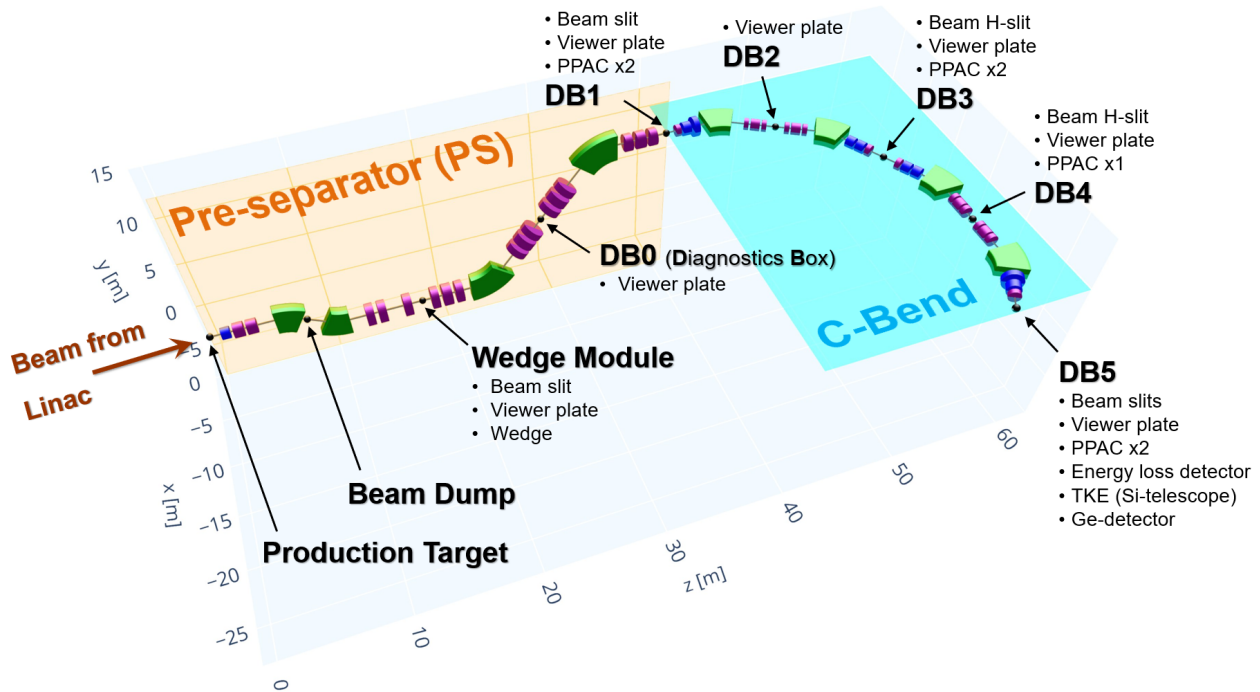 • Beam slit
• Viewer plate
• PPAC x2
DB1
• Viewer plate
DB2
• Beam H-slit
• Viewer plate
• PPAC x2
DB3
• Beam H-slit
• Viewer plate
• PPAC x1
DB4
Pre-separator (PS)
15
10
5
0
−5
y [m]
DB0 (Diagnostics Box)
• Viewer plate
C-Bend
Beam from
Linac
Wedge Module
• Beam slit
• Viewer plate
• Wedge
DB5
• Beam slits
• Viewer plate
• PPAC x2
• Energy loss detector
• TKE (Si-telescope)
• Ge-detector
Beam Dump
Production Target
0
−5
−10
−15
−20
−25
x [m]
0
10
20
30
40
50
60
z [m]